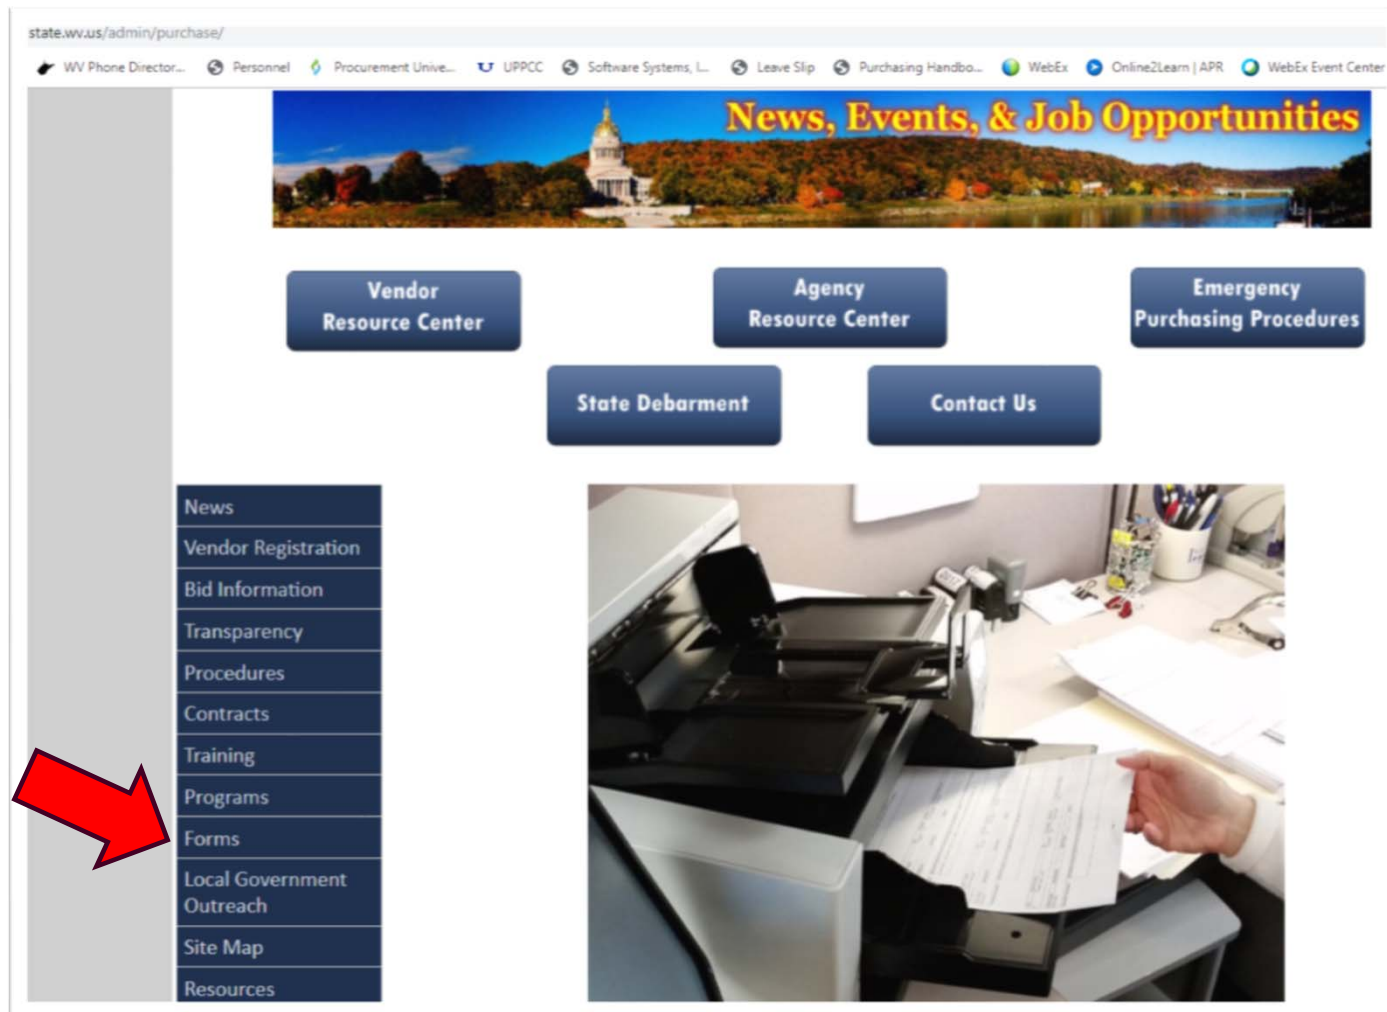 state.wv.us/admin/purchase/
WV Phone Director... Personnel Procurement Unive... UPPCC Software Systems, I... Leave Slip Purchasing Handbo... WebEx Online2Learn | APR WebEx Event Center
News, Events, & Job Opportunities
Vendor
Resource Center
Agency
Resource Center
Emergency
Purchasing Procedures
State Debarment
Contact Us
News
Vendor Registration
Bid Information
Transparency
Procedures
Contracts
Training
Programs
Forms
Local Government
Outreach
Site Map
Resources